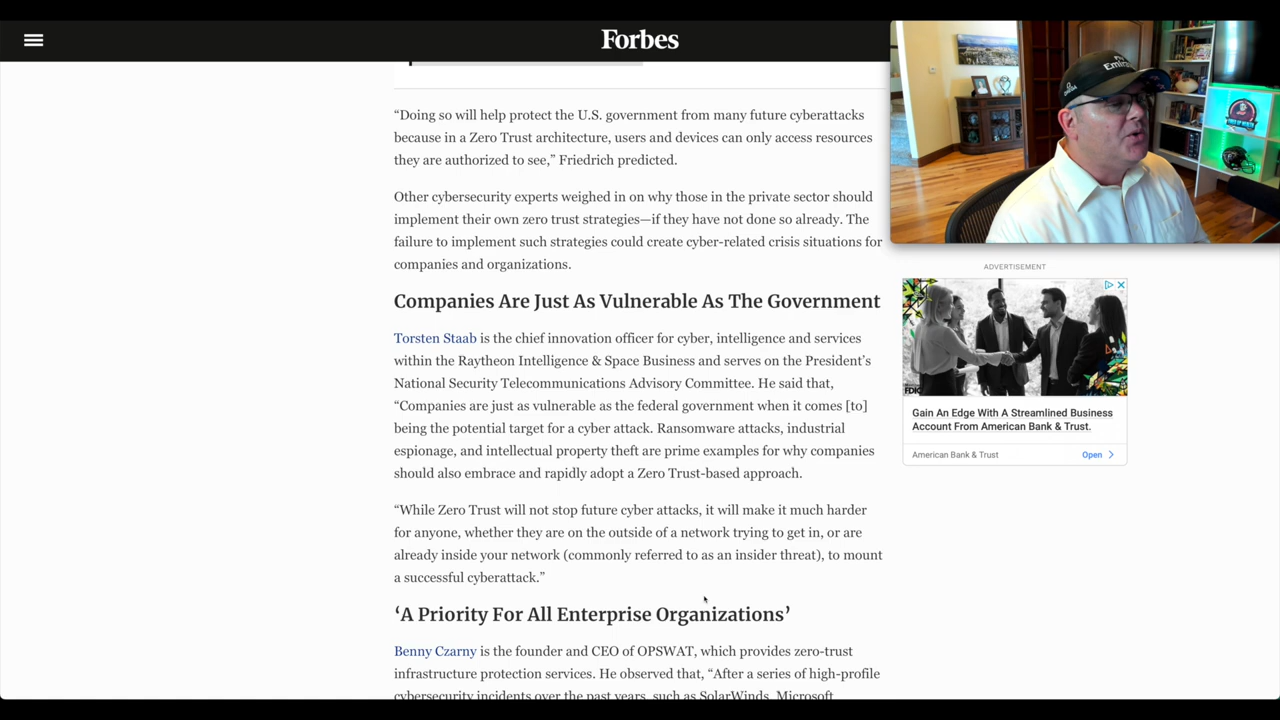 Forbes
“Doing so will help protect the U.S. government from many future cyberattacks
because in a Zero Trust architecture, users and devices can only access resources
they are authorized to see,” Friedrich predicted.
Other cybersecurity experts weighed in on why those in the private sector should
implement their own zero trust strategies—if they have not done so already. The
failure to implement such strategies could create cyber-related crisis situations for
companies and organizations.
Companies Are Just As Vulnerable As The Government
Torsten Staab is the chief innovation officer for cyber, intelligence and services
within the Raytheon Intelligence & Space Business and serves on the President’s
National Security Telecommunications Advisory Committee. He said that,
“Companies are just as vulnerable as the federal government when it comes [to]
being the potential target for a cyber attack. Ransomware attacks, industrial
espionage, and intellectual property theft are prime examples for why companies
should also embrace and rapidly adopt a Zero Trust-based approach.
“While Zero Trust will not stop future cyber attacks, it will make it much harder
for anyone, whether they are on the outside of a network trying to get in, or are
already inside your network (commonly referred to as an insider threat), to mount
a successful cyberattack.”
‘A Priority For All Enterprise Organizations’
Benny Czarny is the founder and CEO of OPSWAT, which provides zero-trust
infrastructure protection services. He observed that, “After a series of high-profile
cybersecurity incidents over the past years, such as SolarWinds, Microsoft
ADVERTISEMENT
FDIC
Gain An Edge With A Streamlined Business
Account From American Bank & Trust.
American Bank & Trust
Open